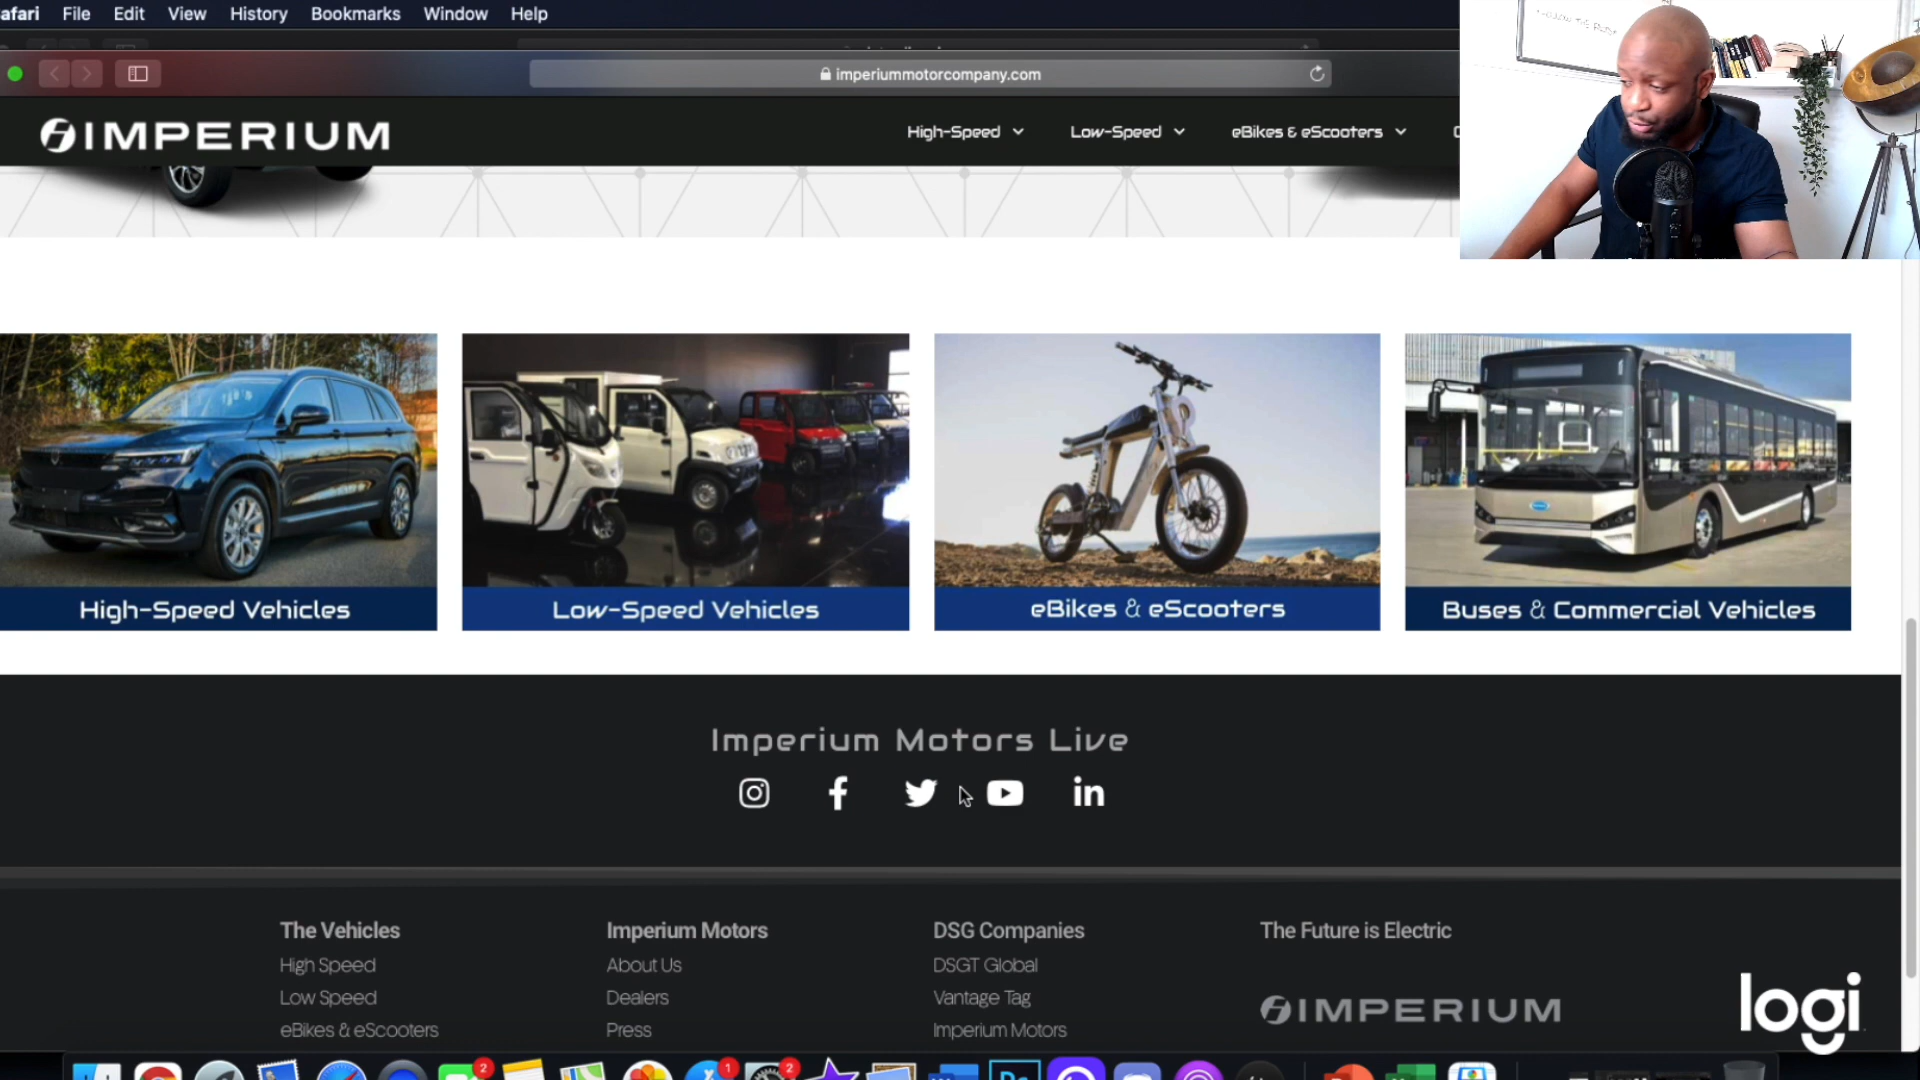 afari File Edit View History Bookmarks Window Help
imperiummotorcompany.com
IMPERIUM
High-Speed
Low-Speed
eBikes & eScooters
High-Speed Vehicles
Low-Speed Vehicles
eBikes & eScooters
Buses & Commercial Vehicles
Imperium Motors Live
The Vehicles
High Speed
Low Speed
eBikes & eScooters
Imperium Motors
About Us
Dealers
Press
DSG Companies
DSGT Global
Vantage Tag
Imperium Motors
The Future is Electric
IMPERIUM
logi
2
1
2